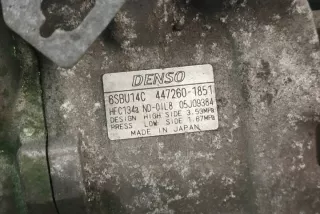 DENSO
6SBU14C 447260-1851
HFC134a ND-OIL8 05J09384
DESIGN HIGH SIDE 3.53MPa
PRESS LOW SIDE 1.67MPa
MADE IN JAPAN